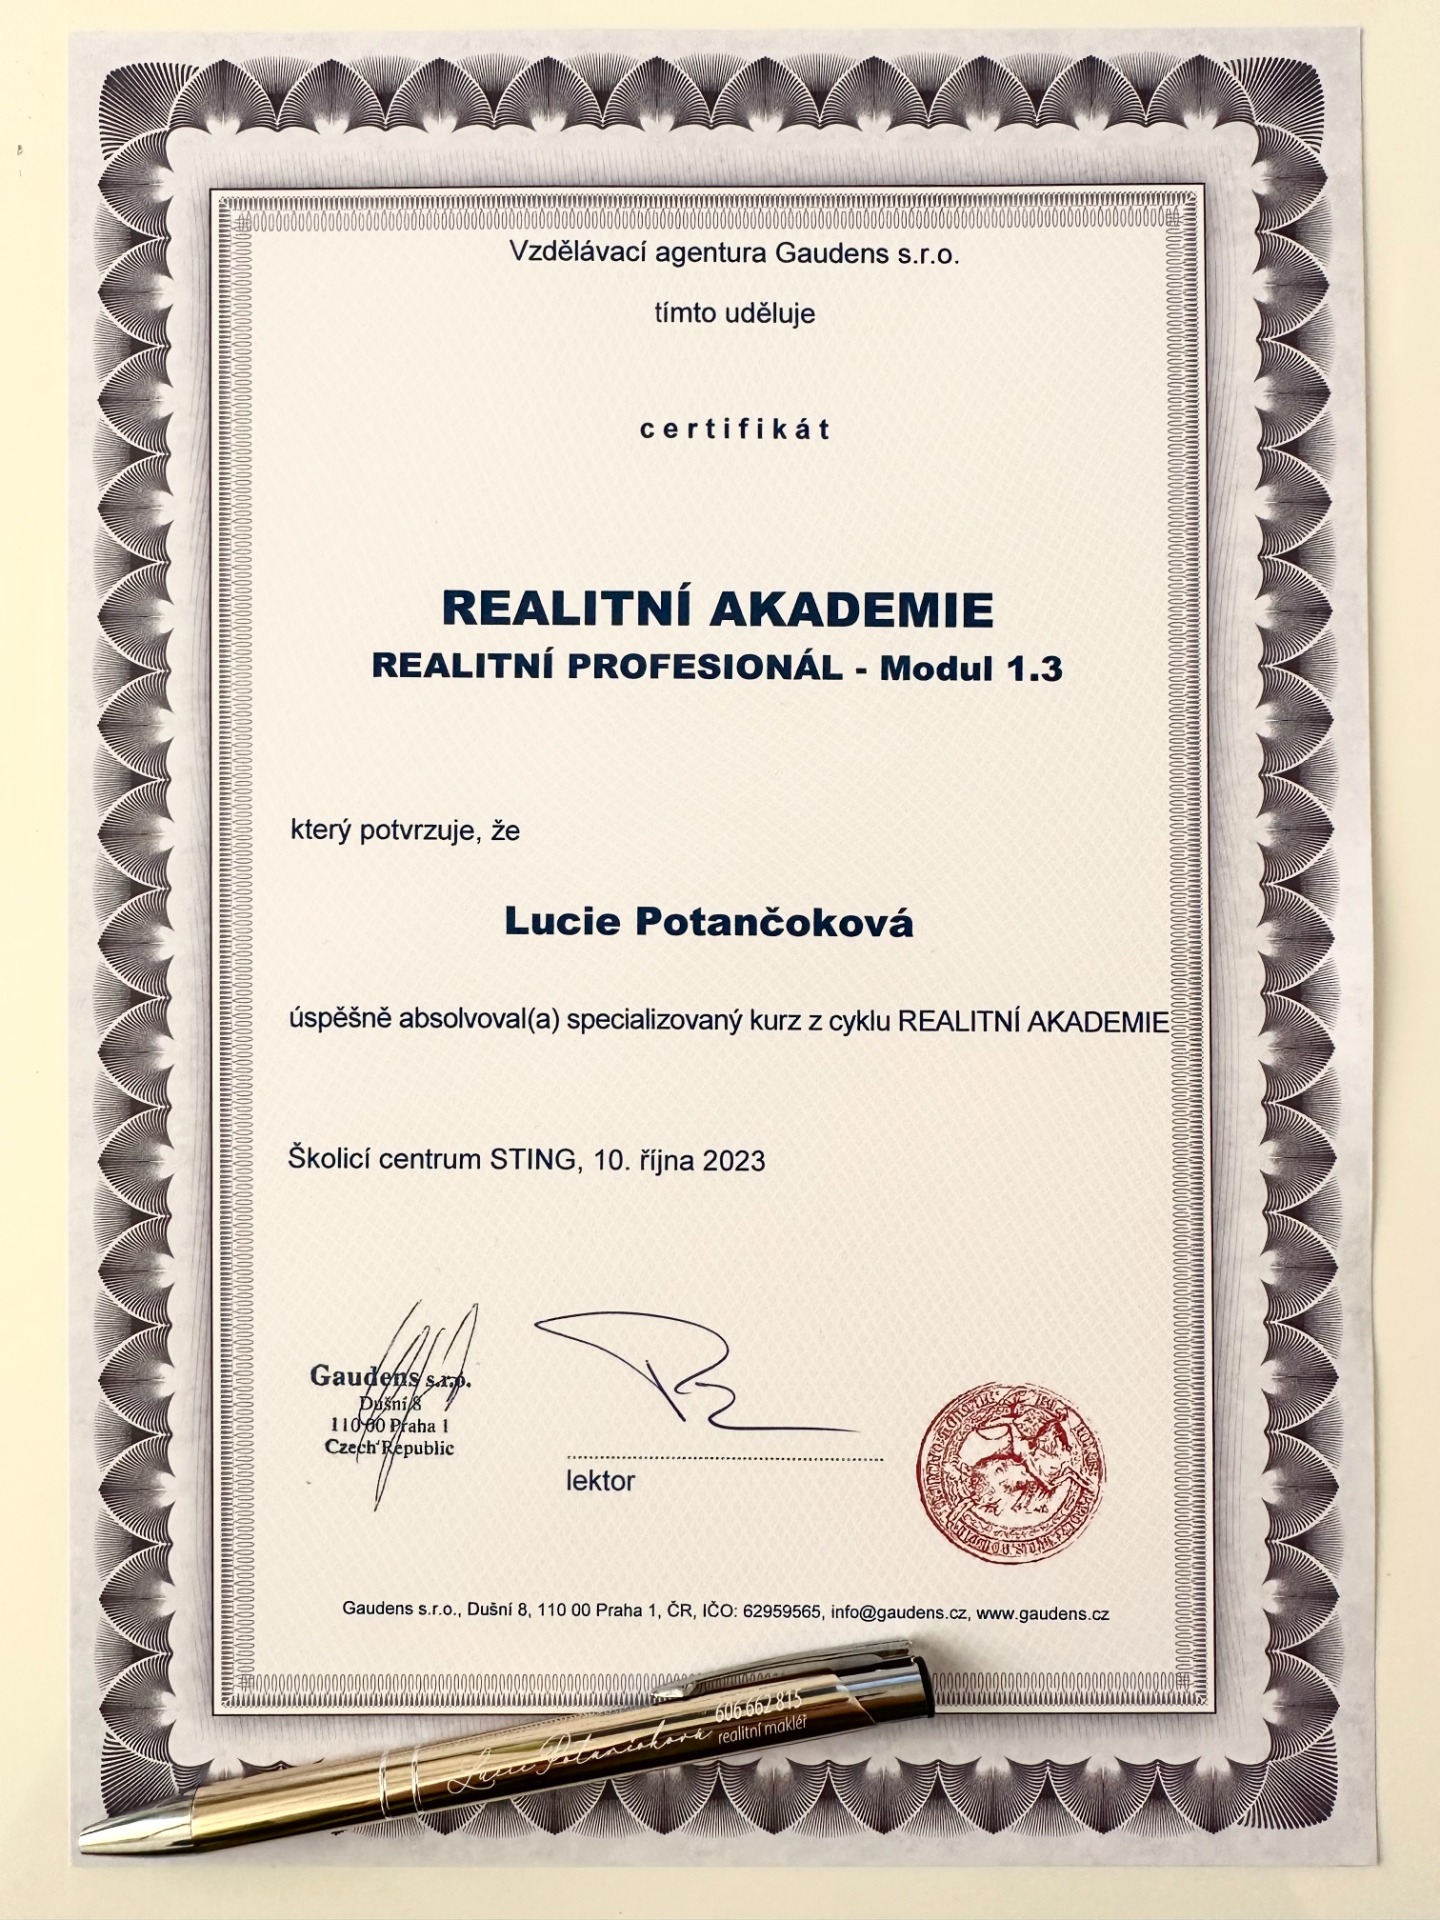 Vzdělávací agentura Gaudens s.r.o.
tímto uděluje
certifikát
REALITNÍ AKADEMIE
REALITNÍ PROFESIONÁL - Modul 1.3
který potvrzuje, že
Lucie Potančoková
úspěšně absolvoval(a) specializovaný kurz z cyklu REALITNÍ AKADEMIE
Školicí centrum STING, 10. října 2023
Gaudens s.r.o.
Dušní 8
110 00 Praha 1
Czech Republic
lektor
Gaudens s.r.o., Dušní 8, 110 00 Praha 1, ČR, IČO: 62959565, info@gaudens.cz, www.gaudens.cz
Lucie Potančoková
606 662 815
realitní makléř